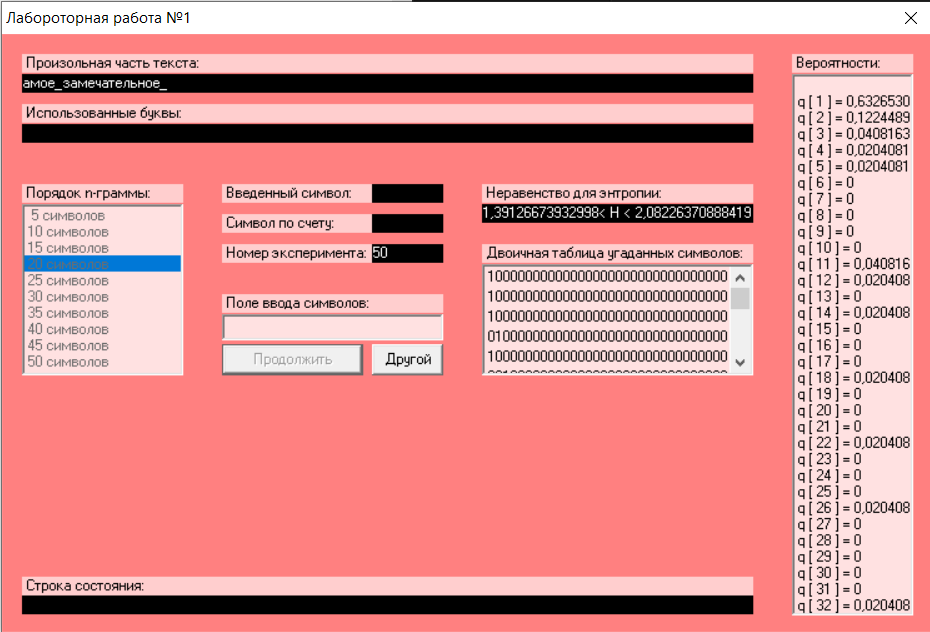 Лабороторная работа №1
Произольная часть текста:
амое_замечательное_
Использованные буквы:
Порядок n-граммы:
5 символов
10 символов
15 символов
20 символов
25 символов
30 символов
35 символов
40 символов
45 символов
50 символов
Введенный символ:
Символ по счету:
Номер эксперимента: 50
Поле ввода символов:
Продолжить
Другой
Неравенство для энтропии:
1,39126673932998< H < 2,08226370888419
Двоичная таблица угаданных символов:
10000000000000000000000000000000
10000000000000000000000000000000
10000000000000000000000000000000
01000000000000000000000000000000
10000000000000000000000000000000
Вероятности:
q [ 1 ] = 0,6326530
q [ 2 ] = 0,1224489
q [ 3 ] = 0,0408163
q [ 4 ] = 0,0204081
q [ 5 ] = 0,0204081
q [ 6 ] = 0
q [ 7 ] = 0
q [ 8 ] = 0
q [ 9 ] = 0
q [ 10 ] = 0
q [ 11 ] = 0,040816
q [ 12 ] = 0,020408
q [ 13 ] = 0
q [ 14 ] = 0,020408
q [ 15 ] = 0
q [ 16 ] = 0
q [ 17 ] = 0
q [ 18 ] = 0,020408
q [ 19 ] = 0
q [ 20 ] = 0
q [ 21 ] = 0
q [ 22 ] = 0,020408
q [ 23 ] = 0
q [ 24 ] = 0
q [ 25 ] = 0
q [ 26 ] = 0,020408
q [ 27 ] = 0
q [ 28 ] = 0
q [ 29 ] = 0
q [ 30 ] = 0
q [ 31 ] = 0
q [ 32 ] = 0,020408
Строка состояния: